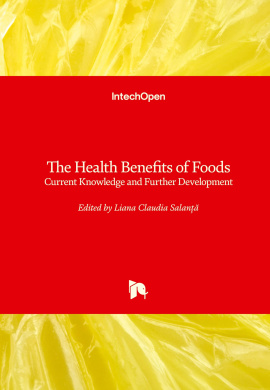 IntechOpen
The Health Benefits of Foods
Current Knowledge and Further Development
Edited by Liana Claudia Salanță